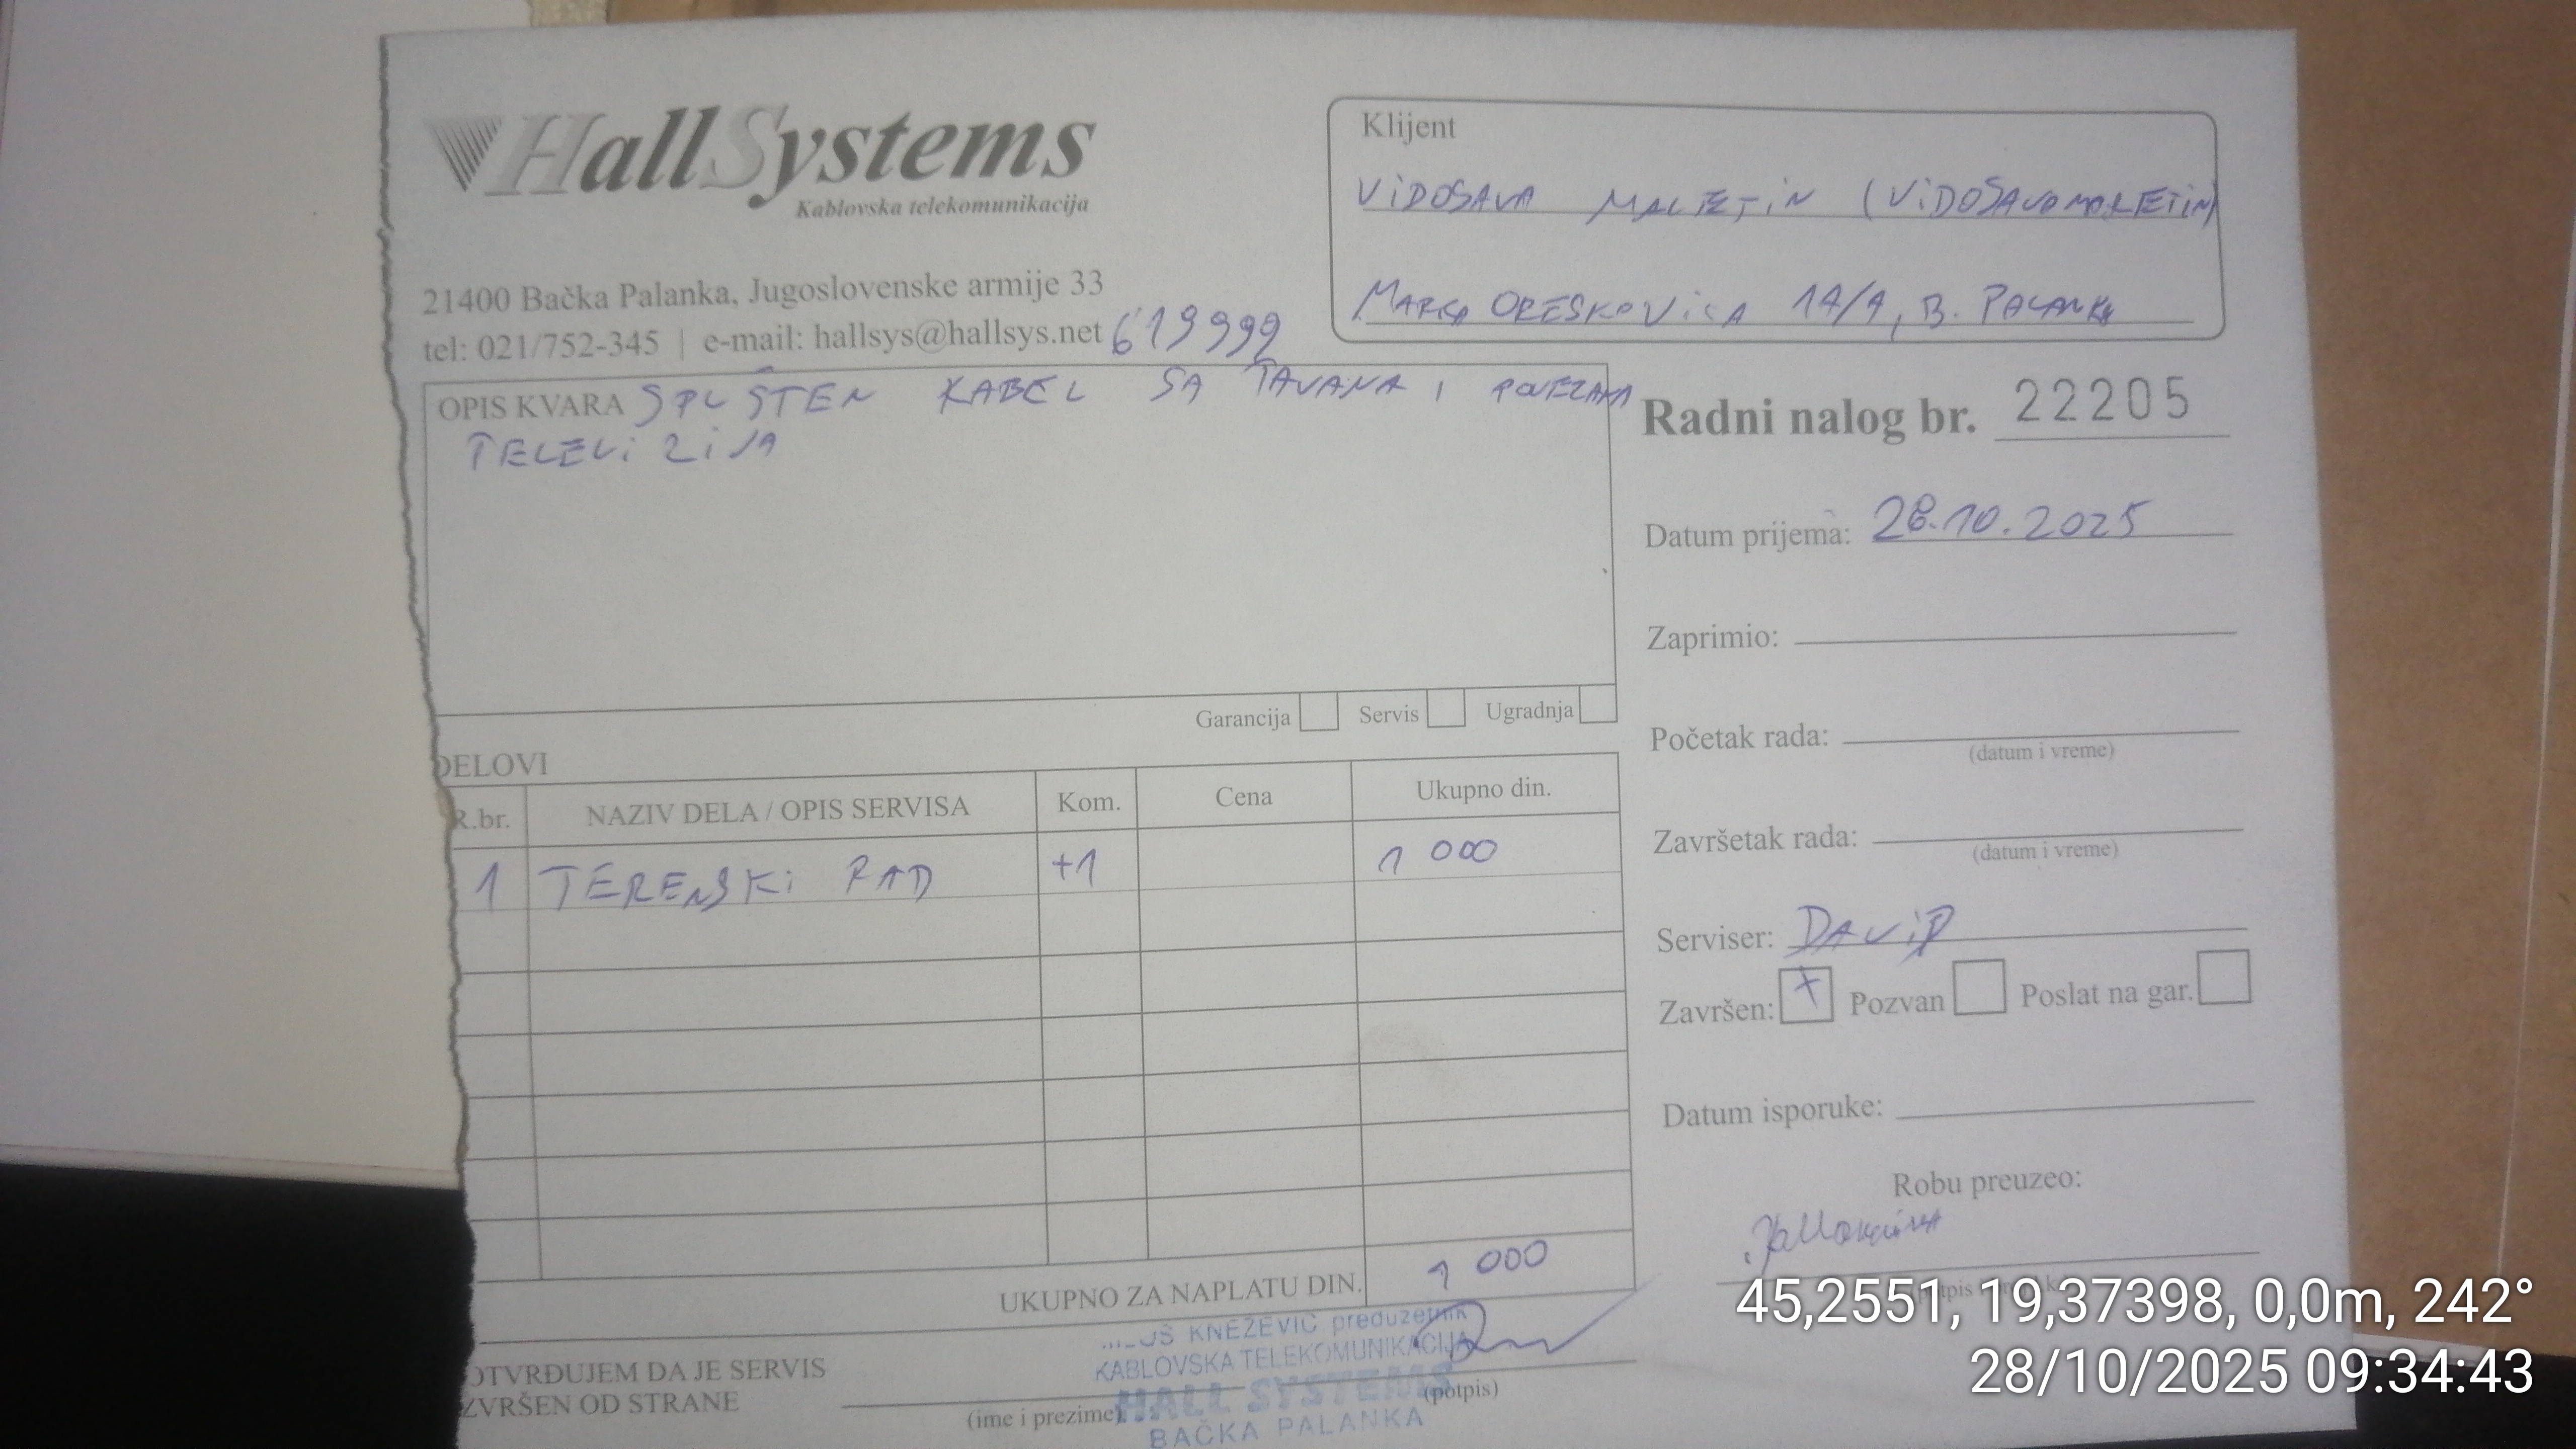 HallSystems
Kablovska telekomunikacija
21400 Bačka Palanka, Jugoslovenske armije 33
tel: 021/752-345 | e-mail: hallsys@hallsys.net 619999
Klijent
VIDOSAVA MALETIN (VIDOSAVAMALETIN)
MARKA OREŠKOVIĆA 1A/4, B. PALANKA
OPIS KVARA SPUŠTEN KABEL SA TAVANA I POVEZANA
TELEVIZIJA
Garancija Servis Ugradnja
Radni nalog br. 22205
Datum prijema: 28.10.2025
Zaprimio:
Početak rada:
(datum i vreme)
Završetak rada:
(datum i vreme)
Serviser: DAVID
Završen: X Pozvan Poslat na gar.
Datum isporuke:
Robu preuzeo:
DELOVI
R.br. NAZIV DELA / OPIS SERVISA Kom. Cena Ukupno din.
1 TERENSKI RAD +1 1 000
UKUPNO ZA NAPLATU DIN. 1 000
OTVRĐUJEM DA JE SERVIS
ZVRŠEN OD STRANE
(ime i prezime)
(potpis)
KNEŽEVIĆ preduzetnik
KABLOVSKA TELEKOMUNIKACIJA
HALL SYSTEMS
BAČKA PALANKA
45,2551, 19,37398, 0,0m, 242°
28/10/2025 09:34:43